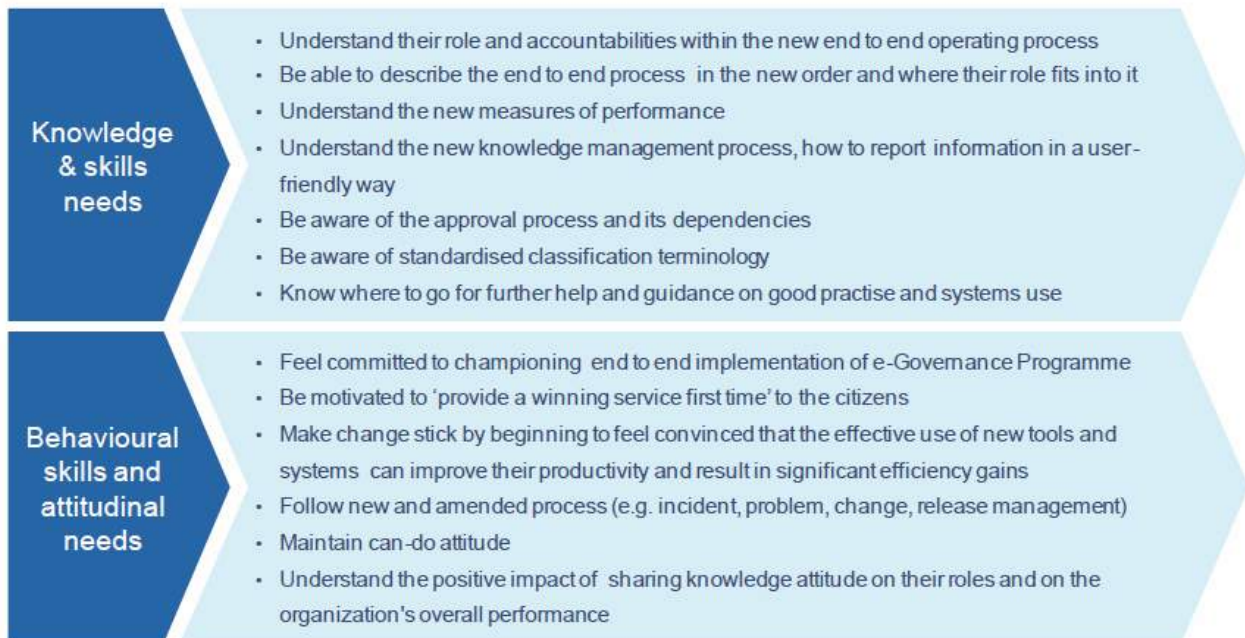 Knowledge
& skills
needs
• Understand their role and accountabilities within the new end to end operating process
• Be able to describe the end to end process in the new order and where their role fits into it
• Understand the new measures of performance
• Understand the new knowledge management process, how to report information in a user-
friendly way
• Be aware of the approval process and its dependencies
• Be aware of standardised classification terminology
• Know where to go for further help and guidance on good practise and systems use
Behavioural
skills and
attitudinal
needs
• Feel committed to championing end to end implementation of e-Governance Programme
• Be motivated to ‘provide a winning service first time’ to the citizens
• Make change stick by beginning to feel convinced that the effective use of new tools and
systems can improve their productivity and result in significant efficiency gains
• Follow new and amended process (e.g. incident, problem, change, release management)
• Maintain can-do attitude
• Understand the positive impact of sharing knowledge attitude on their roles and on the
organization's overall performance